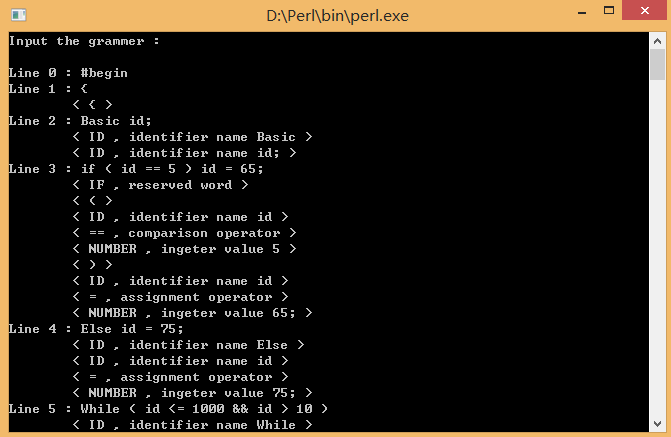 D:\Perl\bin\perl.exe
Input the grammer :
Line 0 : #begin
Line 1 : {
< { >
Line 2 : Basic id;
< ID , identifier name Basic >
< ID , identifier name id; >
Line 3 : if ( id == 5 ) id = 65;
< IF , reserved word >
< ( >
< ID , identifier name id >
< == , comparison operator >
< NUMBER , ingeter value 5 >
< ) >
< ID , identifier name id >
< = , assignment operator >
< NUMBER , ingeter value 65; >
Line 4 : Else id = 75;
< ID , identifier name Else >
< ID , identifier name id >
< = , assignment operator >
< NUMBER , ingeter value 75; >
Line 5 : While ( id <= 1000 && id > 10 )
< ID , identifier name While >